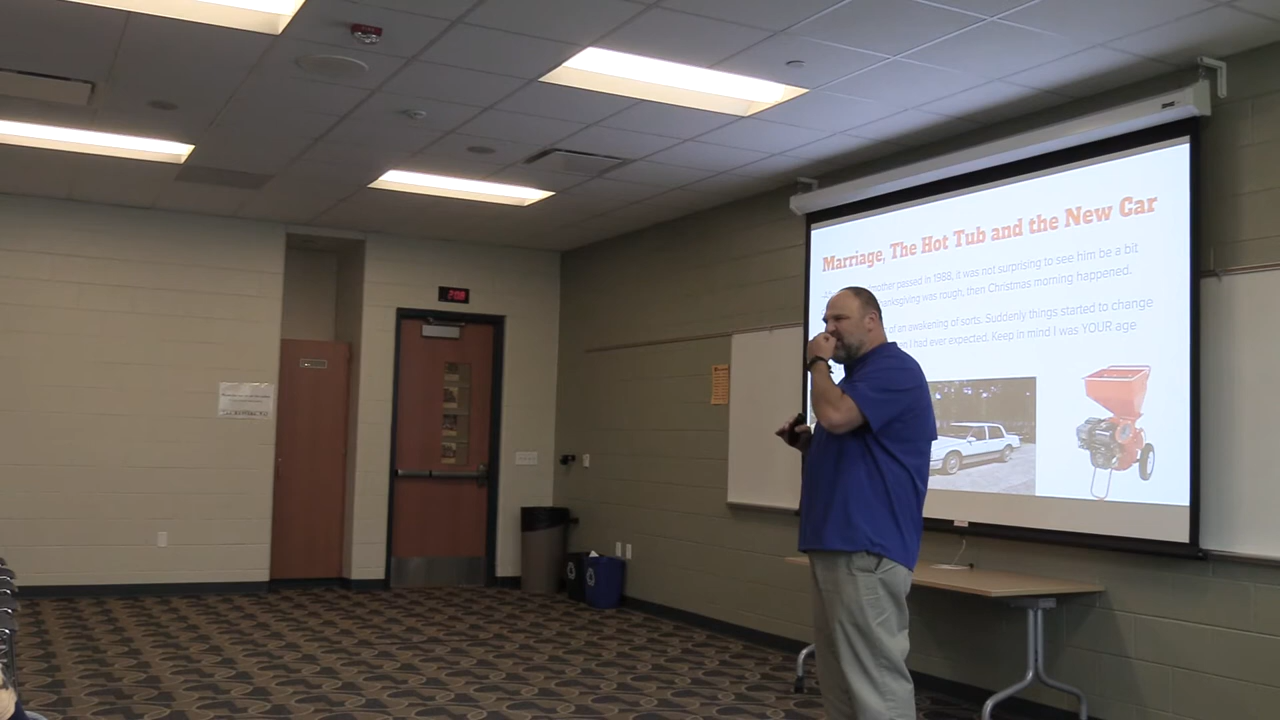 Marriage, The Hot Tub and the New Car
mother passed in 1988, it was not surprising to see him be a bit
anksgiving was rough, then Christmas morning happened.
of an awakening of sorts. Suddenly things started to change
I had ever expected. Keep in mind I was YOUR age
2:08